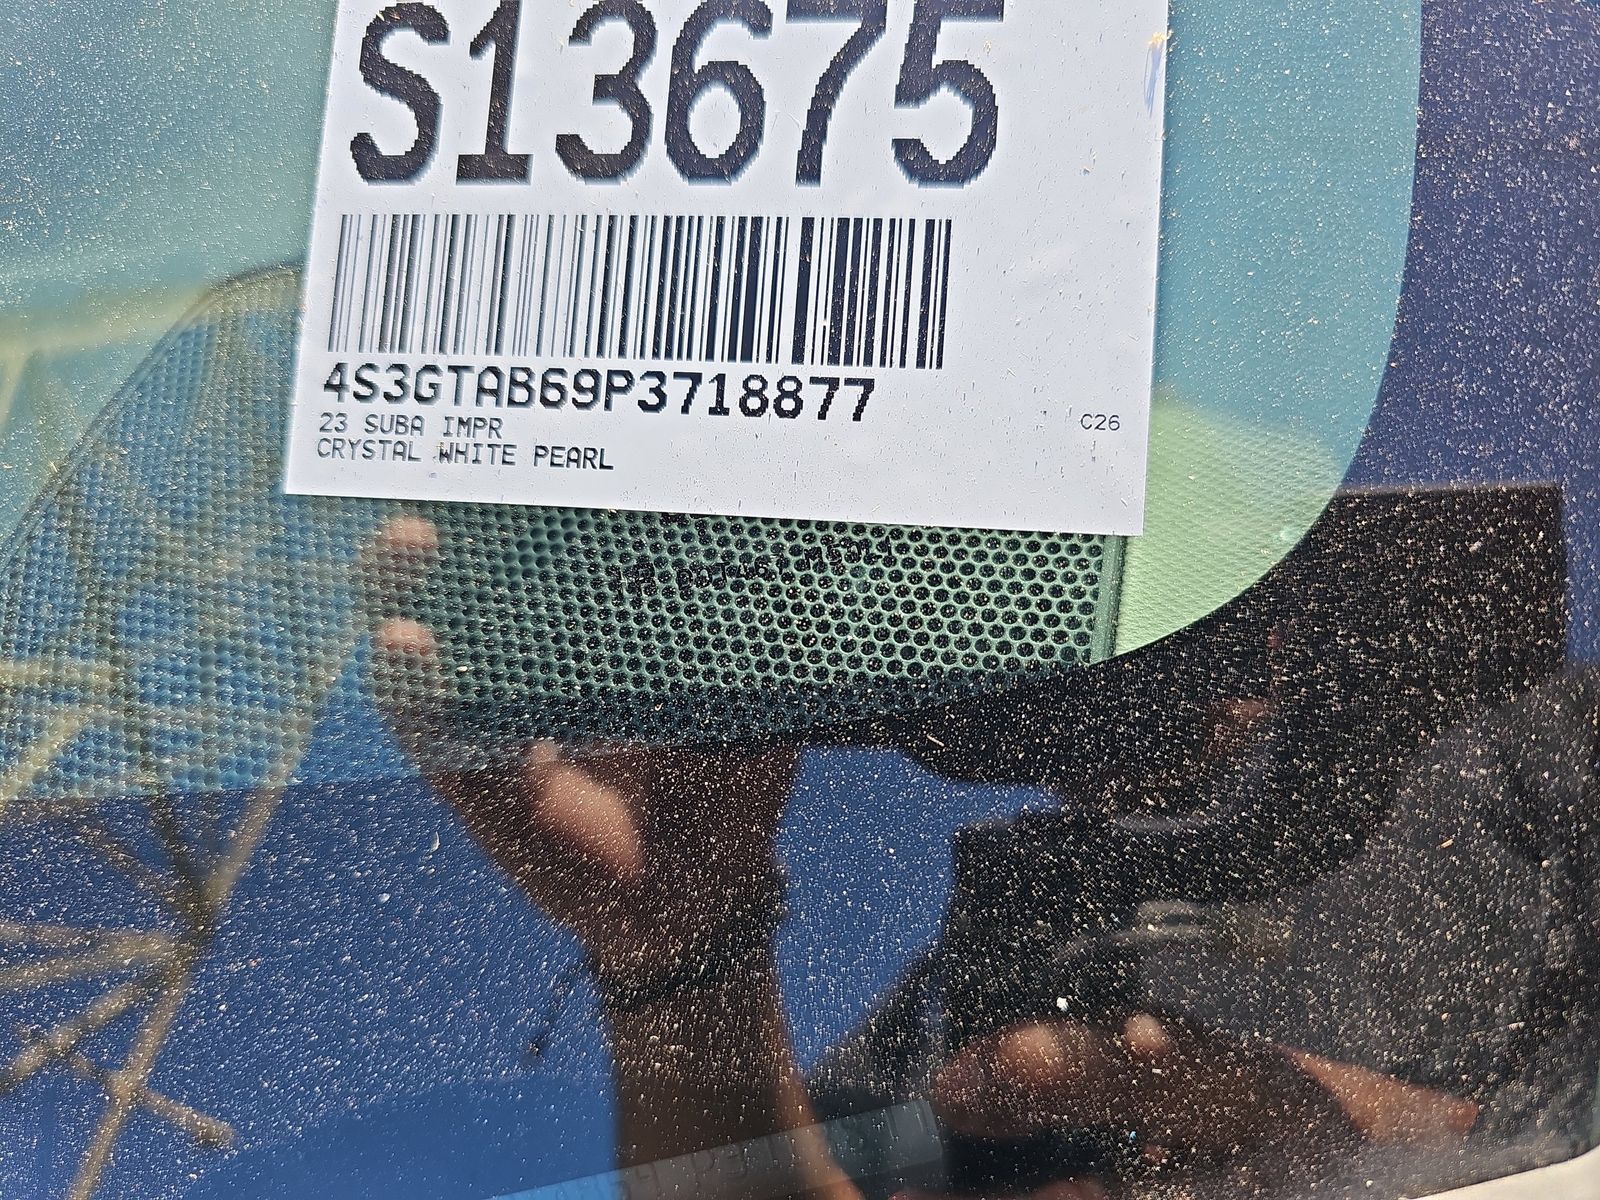 S13675
4S3GTAB69P3718877
23 SUBA IMPR
C26
CRYSTAL WHITE PEARL